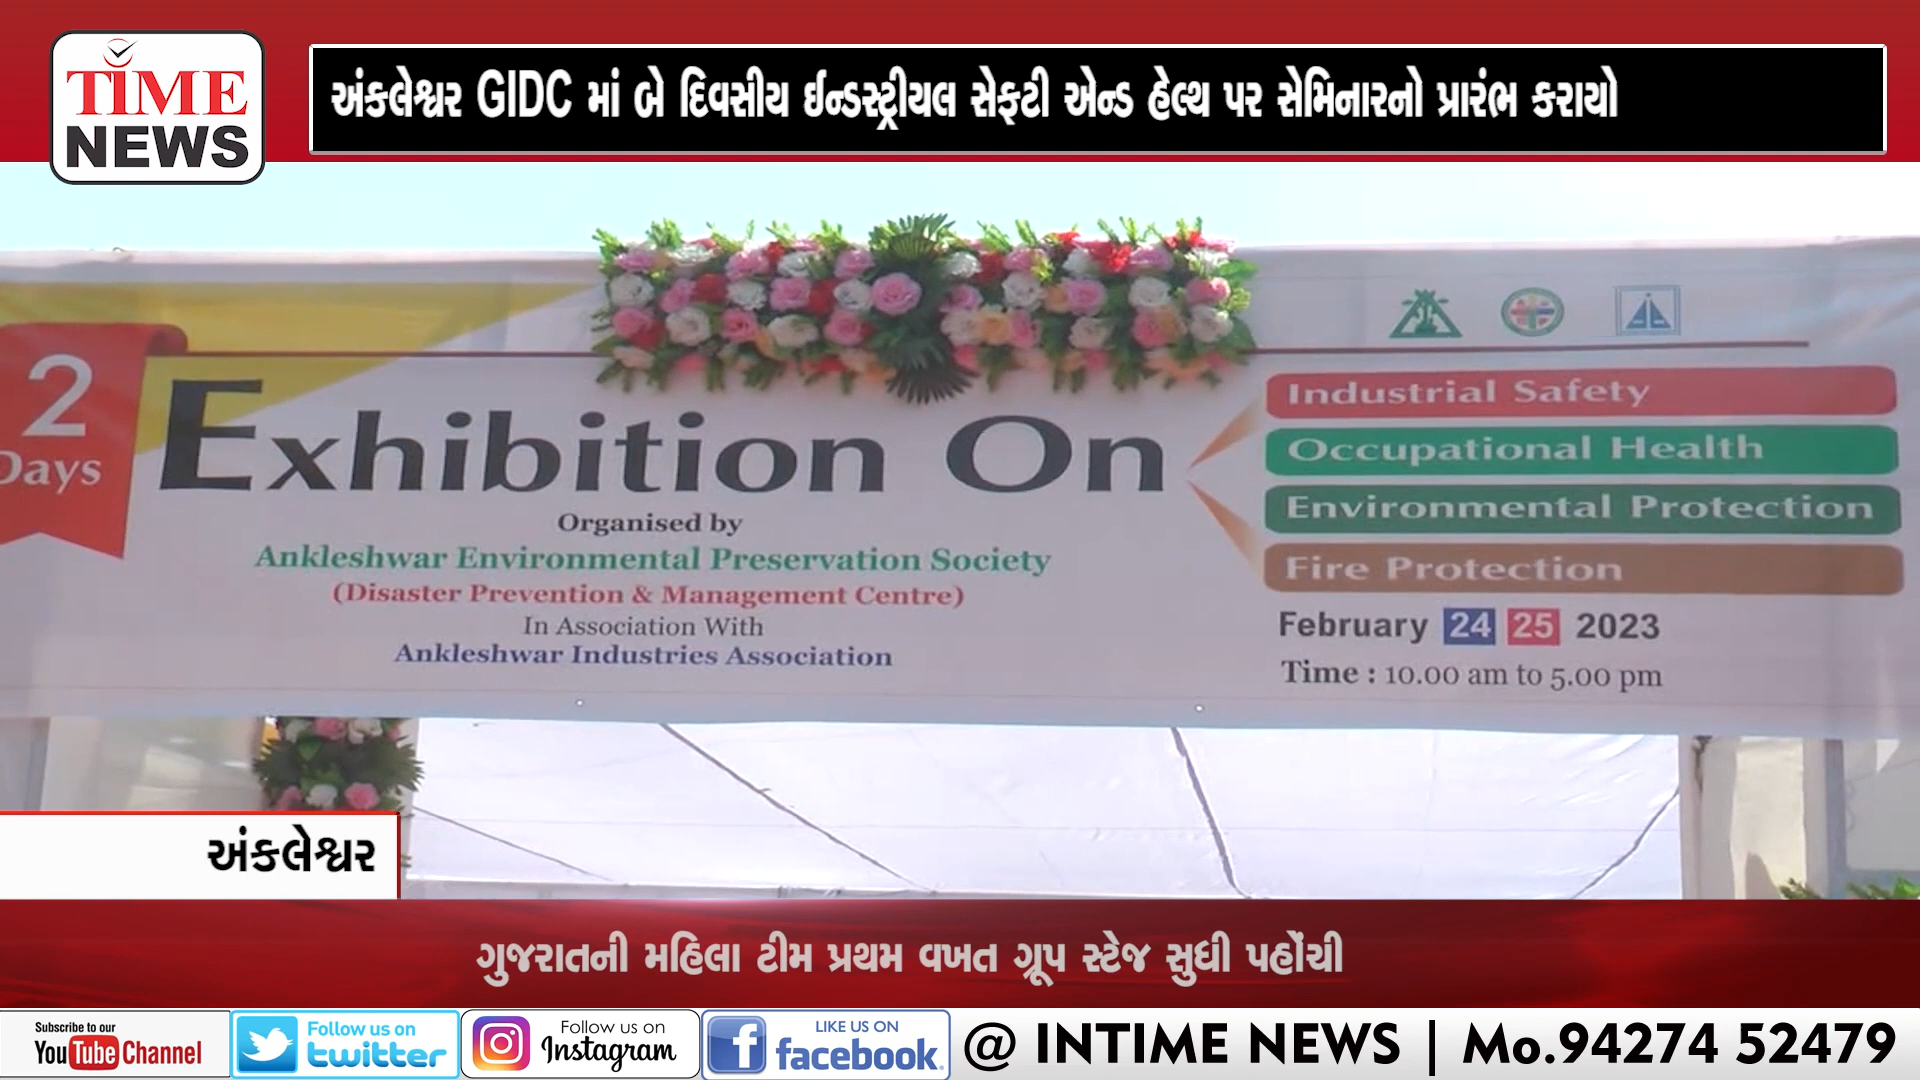 TIME
NEWS
અંકલેશ્વર GIDC માં બે દિવસીય ઈન્ડસ્ટ્રીયલ સેફટી એન્ડ હેલ્થ પર સેમિનારનો પ્રારંભ કરાયો
2
Days
Exhibition On
Organised by
Ankleshwar Environmental Preservation Society
(Disaster Prevention & Management Centre)
In Association With
Ankleshwar Industries Association
Industrial Safety
Occupational Health
Environmental Protection
Fire Protection
February 24 25 2023
Time : 10.00 am to 5.00 pm
અંકલેશ્વર
ગુજરાતની મહિલા ટીમ પ્રથમ વખત ગ્રૂપ સ્ટેજ સુધી પહોંચી
Subscribe to our
YouTube Channel
Follow us on
twitter
Follow us on
Instagram
LIKE US ON
facebook.
@ INTIME NEWS | Mo.94274 52479